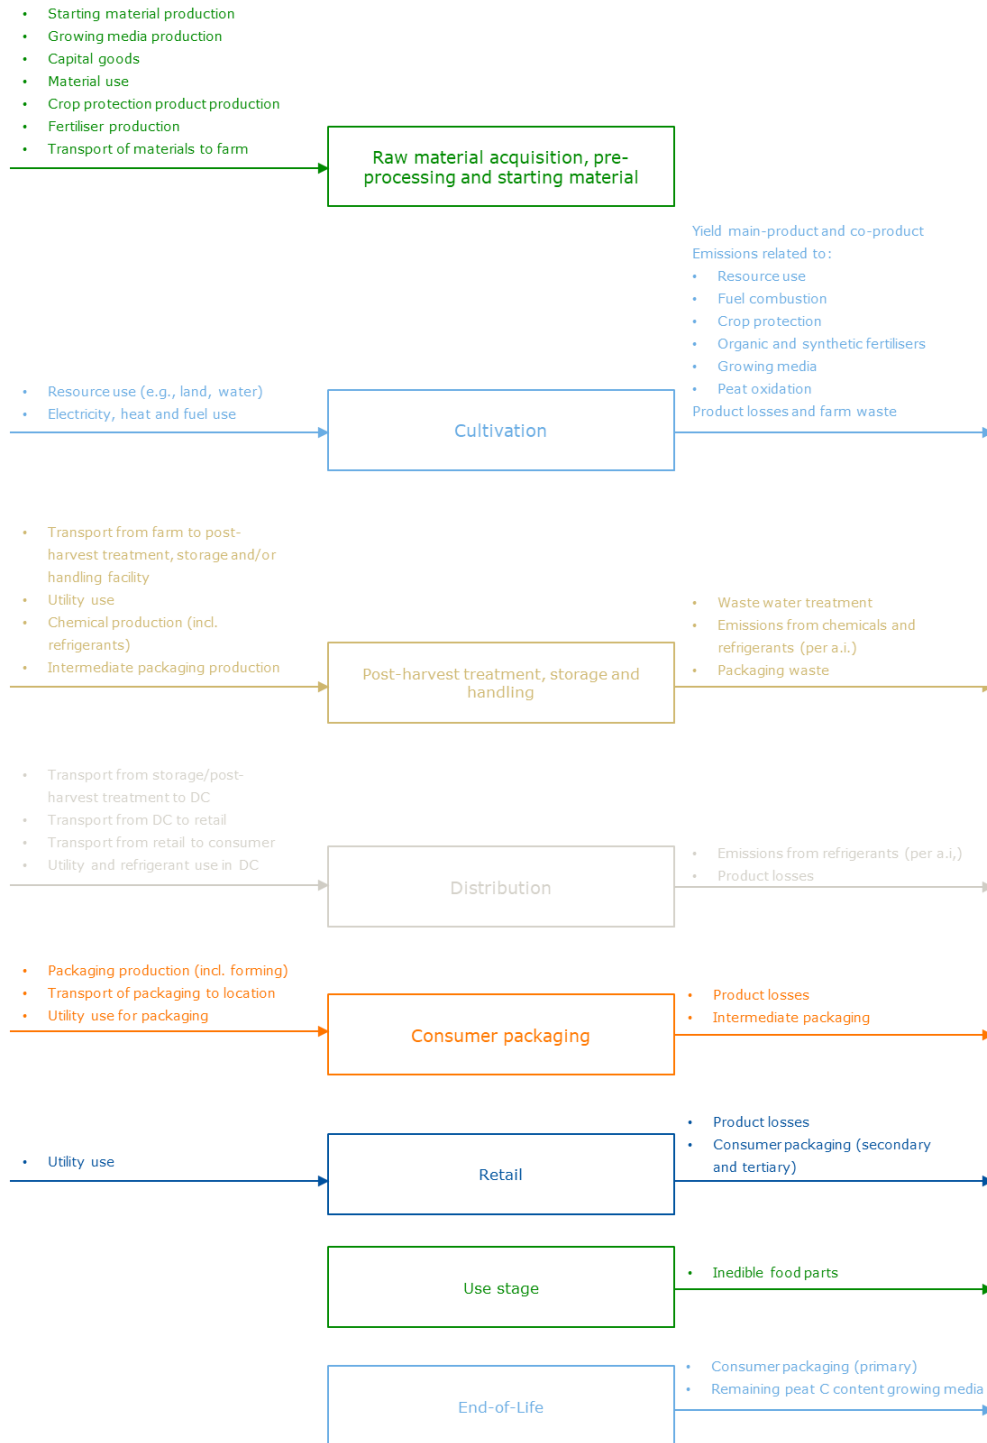 • Starting material production
• Growing media production
• Capital goods
• Material use
• Crop protection product production
• Fertiliser production
• Transport of materials to farm
Raw material acquisition, pre-
processing and starting material
Yield main-product and co-product
Emissions related to:
• Resource use
• Fuel combustion
• Crop protection
• Organic and synthetic fertilisers
• Growing media
• Peat oxidation
Product losses and farm waste
• Resource use (e.g., land, water)
• Electricity, heat and fuel use
Cultivation
• Transport from farm to post-
harvest treatment, storage and/or
handling facility
• Utility use
• Chemical production (incl.
refrigerants)
• Intermediate packaging production
Post-harvest treatment, storage and
handling
• Waste water treatment
• Emissions from chemicals and
refrigerants (per a.i.)
• Packaging waste
• Transport from storage/post-
harvest treatment to DC
• Transport from DC to retail
• Transport from retail to consumer
• Utility and refrigerant use in DC
Distribution
• Emissions from refrigerants (per a.i,)
• Product losses
• Packaging production (incl. forming)
• Transport of packaging to location
• Utility use for packaging
Consumer packaging
• Product losses
• Intermediate packaging
• Utility use
Retail
• Product losses
• Consumer packaging (secondary
and tertiary)
Use stage
• Inedible food parts
End-of-Life
• Consumer packaging (primary)
• Remaining peat C content growing media